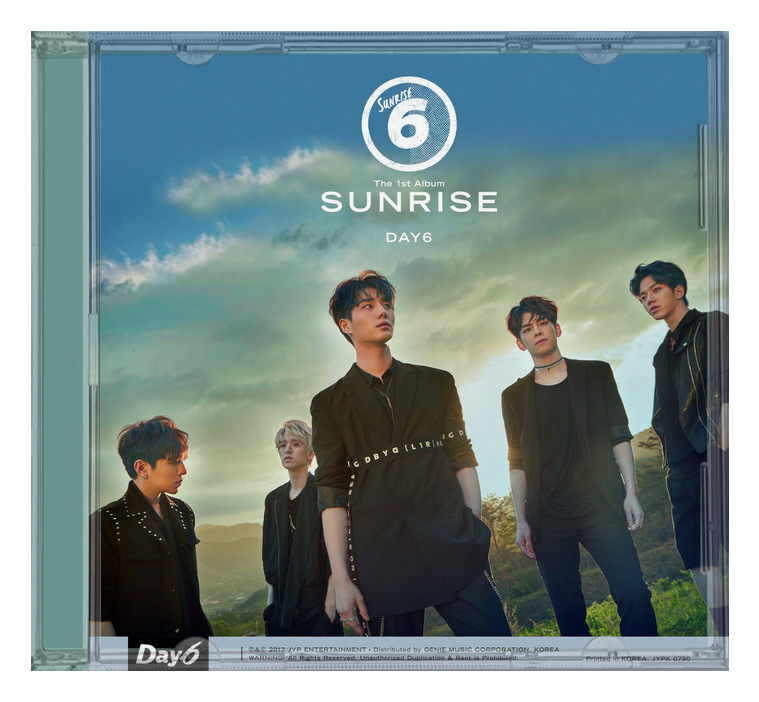 SUNRISE
6
The 1st Album
SUNRISE
DAY6
Day6
℗&© 2017 JYP ENTERTAINMENT • Distributed by GENIE MUSIC CORPORATION, KOREA
WARNING: All Rights Reserved. Unauthorised Duplication & Rent is Prohibited.
Printed in KOREA. JYPK 0790